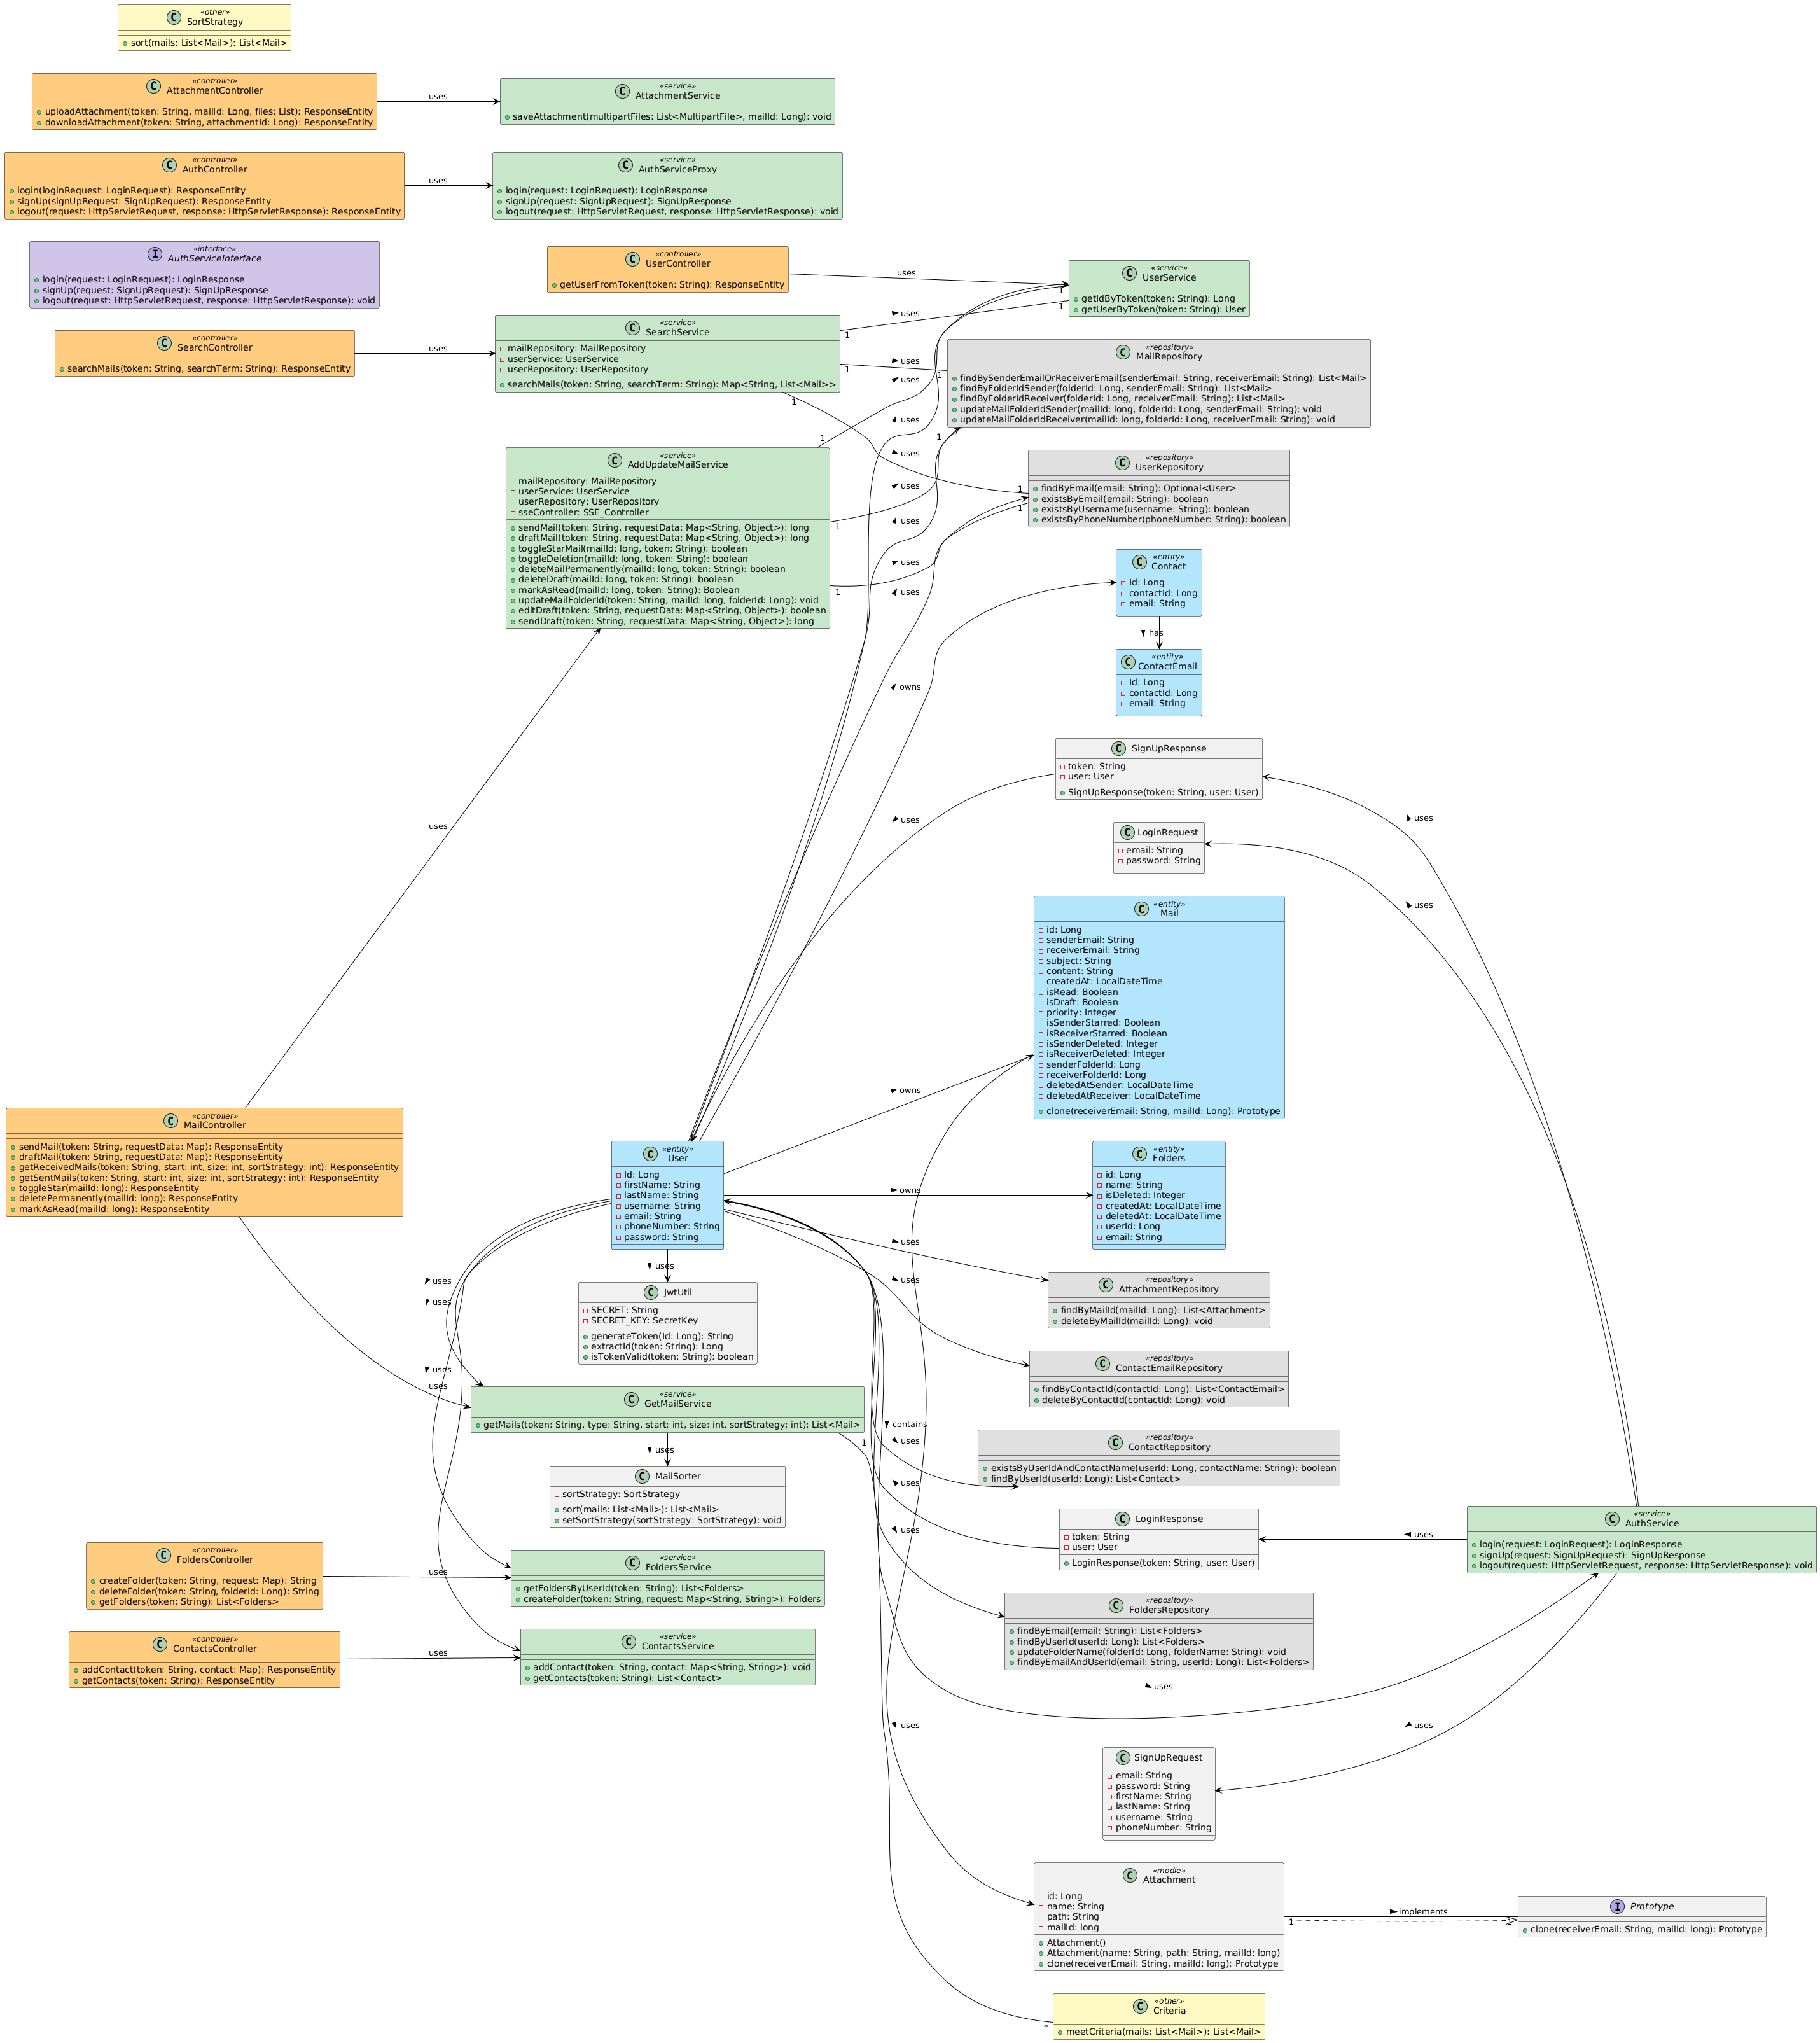 «other»
SortStrategy
sort(mails: List<Mail>): List<Mail>
«controller»
AttachmentController
uploadAttachment(token: String, mailId: Long, files: List): ResponseEntity
downloadAttachment(token: String, attachmentId: Long): ResponseEntity
uses
«service»
AttachmentService
saveAttachment(multipartFiles: List<MultipartFile>, mailId: Long): void
«controller»
AuthController
login(loginRequest: LoginRequest): ResponseEntity
signUp(signUpRequest: SignUpRequest): ResponseEntity
logout(request: HttpServletRequest, response: HttpServletResponse): ResponseEntity
uses
«service»
AuthServiceProxy
login(request: LoginRequest): LoginResponse
signUp(request: SignUpRequest): SignUpResponse
logout(request: HttpServletRequest, response: HttpServletResponse): void
«interface»
AuthServiceInterface
login(request: LoginRequest): LoginResponse
signUp(request: SignUpRequest): SignUpResponse
logout(request: HttpServletRequest, response: HttpServletResponse): void
«controller»
UserController
getUserFromToken(token: String): ResponseEntity
uses
«service»
UserService
getIdByToken(token: String): Long
getUserByToken(token: String): User
«controller»
SearchController
searchMails(token: String, searchTerm: String): ResponseEntity
uses
«service»
SearchService
mailRepository: MailRepository
userService: UserService
userRepository: UserRepository
searchMails(token: String, searchTerm: String): Map<String, List<Mail>>
1
uses
1
1
1
uses
1
1
uses
1
«repository»
MailRepository
findBySenderEmailOrReceiverEmail(senderEmail: String, receiverEmail: String): List<Mail>
findByFolderIdSender(folderId: Long, senderEmail: String): List<Mail>
findByFolderIdReceiver(folderId: Long, receiverEmail: String): List<Mail>
updateMailFolderIdSender(mailId: long, folderId: Long, senderEmail: String): void
updateMailFolderIdReceiver(mailId: long, folderId: Long, receiverEmail: String): void
«service»
AddUpdateMailService
mailRepository: MailRepository
userService: UserService
userRepository: UserRepository
sseController: SSE_Controller
sendMail(token: String, requestData: Map<String, Object>): long
draftMail(token: String, requestData: Map<String, Object>): long
toggleStarMail(mailId: long, token: String): boolean
toggleDeletion(mailId: long, token: String): boolean
deleteMailPermanently(mailId: long, token: String): boolean
deleteDraft(mailId: long, token: String): boolean
markAsRead(mailId: long, token: String): Boolean
updateMailFolderId(token: String, mailId: long, folderId: Long): void
editDraft(token: String, requestData: Map<String, Object>): boolean
sendDraft(token: String, requestData: Map<String, Object>): long
1
uses
uses
1
uses
1
uses
1
uses
1
uses
«repository»
UserRepository
findByEmail(email: String): Optional<User>
existsByEmail(email: String): boolean
existsByUsername(username: String): boolean
existsByPhoneNumber(phoneNumber: String): boolean
owns
«entity»
Contact
Id: Long
contactId: Long
email: String
has
«entity»
ContactEmail
Id: Long
contactId: Long
email: String
SignUpResponse
token: String
user: User
SignUpResponse(token: String, user: User)
uses
uses
LoginRequest
email: String
password: String
uses
uses
«entity»
Mail
id: Long
senderEmail: String
receiverEmail: String
subject: String
content: String
createdAt: LocalDateTime
isRead: Boolean
isDraft: Boolean
priority: Integer
isSenderStarred: Boolean
isReceiverStarred: Boolean
isSenderDeleted: Integer
isReceiverDeleted: Integer
senderFolderId: Long
receiverFolderId: Long
deletedAtSender: LocalDateTime
deletedAtReceiver: LocalDateTime
clone(receiverEmail: String, mailId: Long): Prototype
owns
«controller»
MailController
sendMail(token: String, requestData: Map): ResponseEntity
draftMail(token: String, requestData: Map): ResponseEntity
getReceivedMails(token: String, start: int, size: int, sortStrategy: int): ResponseEntity
getSentMails(token: String, start: int, size: int, sortStrategy: int): ResponseEntity
toggleStar(mailId: long): ResponseEntity
deletePermanently(mailId: long): ResponseEntity
markAsRead(mailId: long): ResponseEntity
«entity»
User
Id: Long
firstName: String
lastName: String
username: String
email: String
phoneNumber: String
password: String
owns
«entity»
Folders
id: Long
name: String
isDeleted: Integer
createdAt: LocalDateTime
deletedAt: LocalDateTime
userId: Long
email: String
uses
uses
uses
uses
uses
JwtUtil
SECRET: String
SECRET_KEY: SecretKey
generateToken(Id: Long): String
extractId(token: String): Long
isTokenValid(token: String): boolean
«repository»
AttachmentRepository
findByMailId(mailId: Long): List<Attachment>
deleteByMailId(mailId: Long): void
«repository»
ContactEmailRepository
findByContactId(contactId: Long): List<ContactEmail>
deleteByContactId(contactId: Long): void
uses
uses
«service»
GetMailService
getMails(token: String, type: String, start: int, size: int, sortStrategy: int): List<Mail>
1
uses
contains
uses
«repository»
ContactRepository
existsByUserIdAndContactName(userId: Long, contactName: String): boolean
findByUserId(userId: Long): List<Contact>
MailSorter
sortStrategy: SortStrategy
sort(mails: List<Mail>): List<Mail>
setSortStrategy(sortStrategy: SortStrategy): void
uses
LoginResponse
token: String
user: User
LoginResponse(token: String, user: User)
uses
«service»
AuthService
login(request: LoginRequest): LoginResponse
signUp(request: SignUpRequest): SignUpResponse
logout(request: HttpServletRequest, response: HttpServletResponse): void
uses
«controller»
FoldersController
createFolder(token: String, request: Map): String
deleteFolder(token: String, folderId: Long): String
getFolders(token: String): List<Folders>
uses
«service»
FoldersService
getFoldersByUserId(token: String): List<Folders>
createFolder(token: String, request: Map<String, String>): Folders
«repository»
FoldersRepository
findByEmail(email: String): List<Folders>
findByUserId(userId: Long): List<Folders>
updateFolderName(folderId: Long, folderName: String): void
findByEmailAndUserId(email: String, userId: Long): List<Folders>
«controller»
ContactsController
addContact(token: String, contact: Map): ResponseEntity
getContacts(token: String): ResponseEntity
uses
«service»
ContactsService
addContact(token: String, contact: Map<String, String>): void
getContacts(token: String): List<Contact>
uses
uses
uses
SignUpRequest
email: String
password: String
firstName: String
lastName: String
username: String
phoneNumber: String
«modle»
Attachment
id: Long
name: String
path: String
mailId: long
Attachment()
Attachment(name: String, path: String, mailId: long)
clone(receiverEmail: String, mailId: long): Prototype
implements
1
1
Prototype
clone(receiverEmail: String, mailId: long): Prototype
«other»
Criteria
meetCriteria(mails: List<Mail>): List<Mail>
*